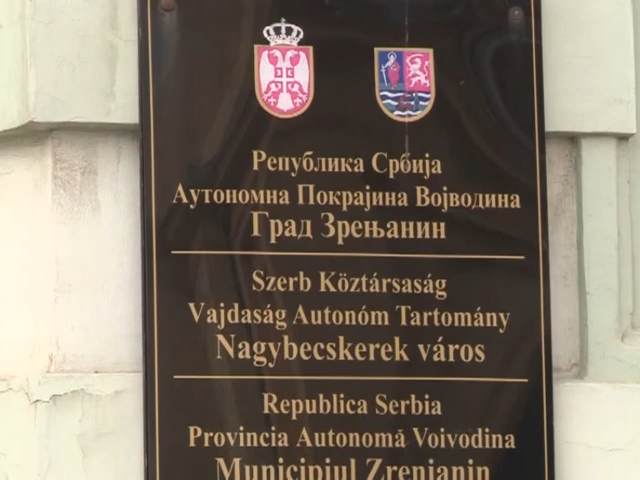 Република Србија
Аутономна Покрајина Војводина
Град Зрењанин
Szerb Köztársaság
Vajdaság Autonóm Tartomány
Nagybecskerek város
Republica Serbia
Provincia Autonomă Voivodina
Municipiul Zrenianin